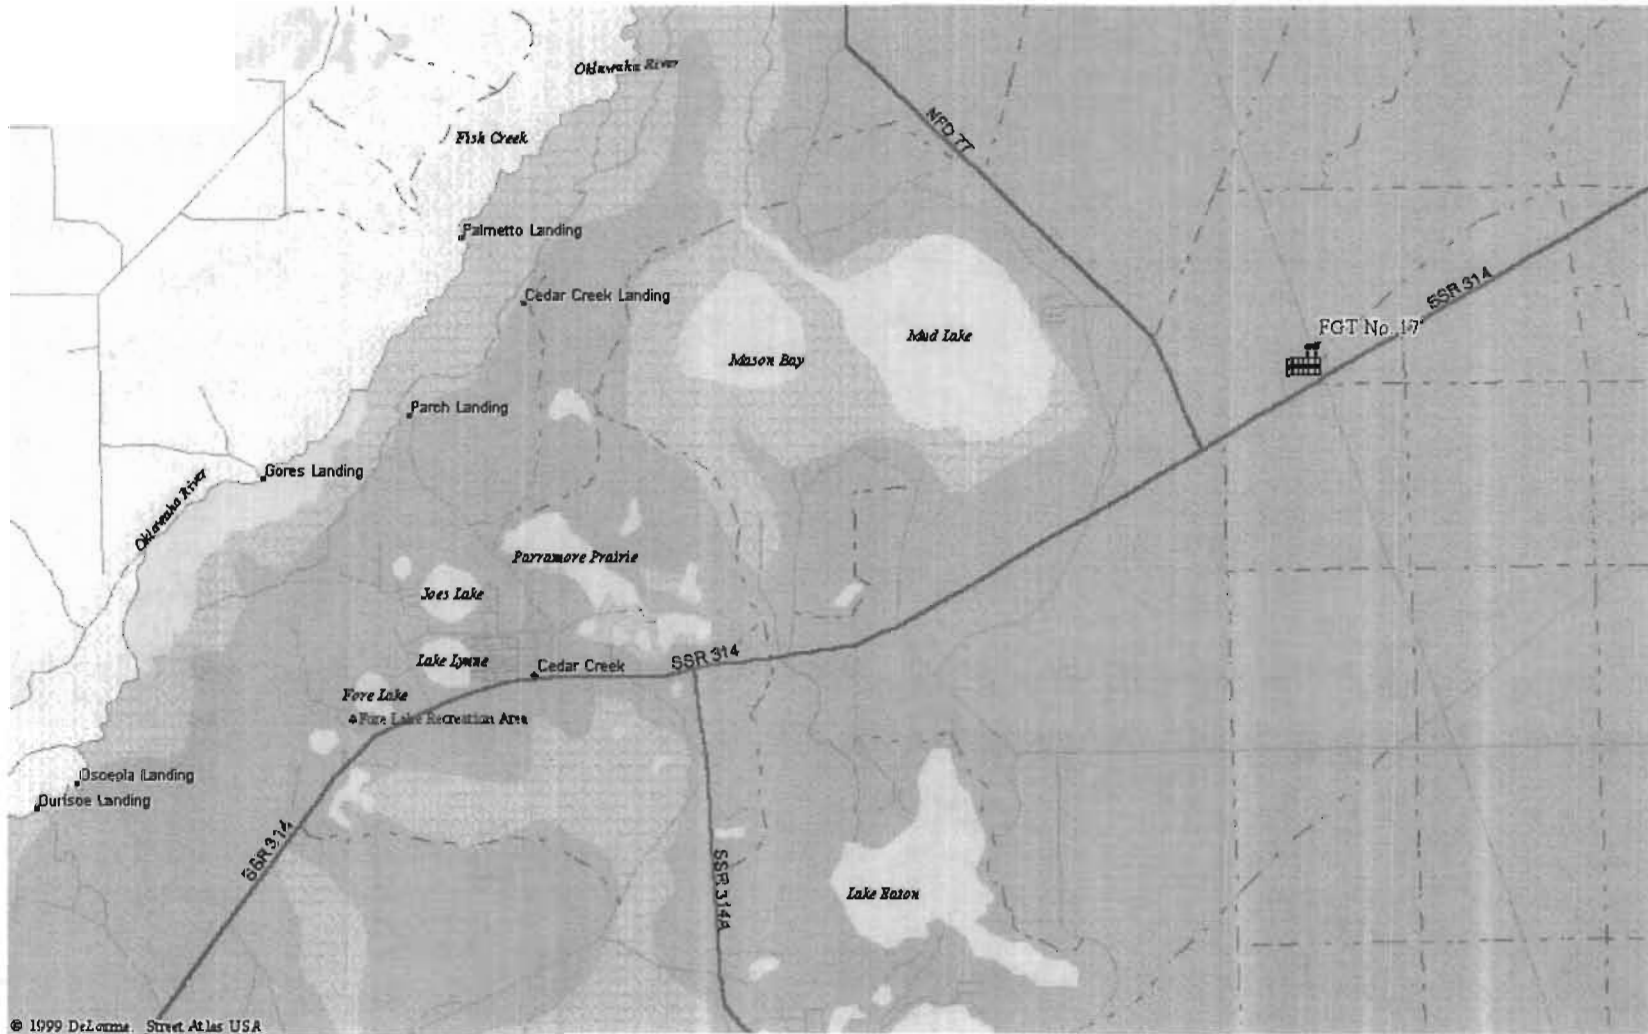 Oklawaha River
Fish Creek
NFD 77
Palmetto Landing
Cedar Creek Landing
SSR 314
FGT No. 17
Mud Lake
Mason Bay
Parch Landing
Gores Landing
Oklawaha River
Parramore Prairie
Joes Lake
Lake Lynne
Cedar Creek
SSR 314
Fore Lake
Fore Lake Recreation Area
Osceola Landing
Durisoe Landing
SSR 314
SSR 314A
Lake Eaton
© 1999 DeLorme. Street Atlas USA